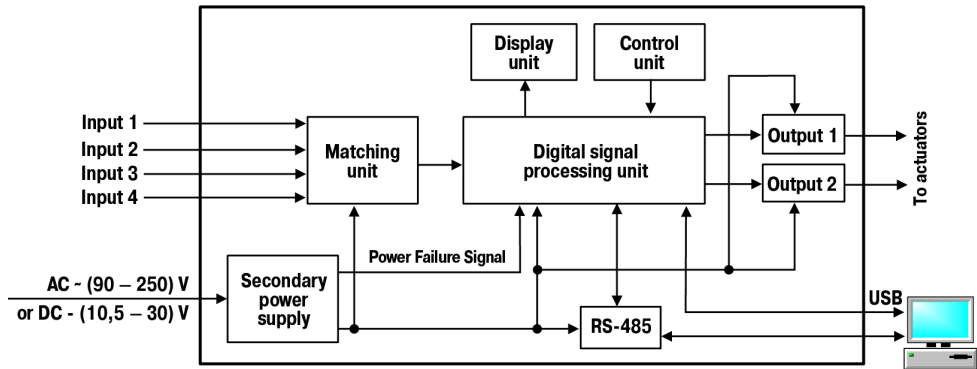 Display
unit
Control
unit
Input 1
Input 2
Input 3
Input 4
Matching
unit
Digital signal
processing unit
Output 1
Output 2
To actuators
Power Failure Signal
AC ~ (90 – 250) V
or DC - (10,5 – 30) V
Secondary
power
supply
RS-485
USB